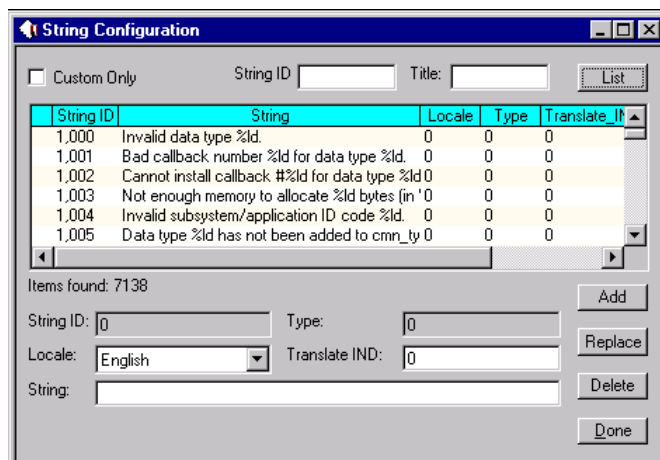 String Configuration
Custom Only String ID Title: List
String ID String Locale Type Translate_IN
1,000 Invalid data type %ld. 0 0 0
1,001 Bad callback number %ld for data type %ld. 0 0 0
1,002 Cannot install callback #%ld for data type %ld 0 0 0
1,003 Not enough memory to allocate %ld bytes (in ' 0 0 0
1,004 Invalid subsystem/application ID code %ld. 0 0 0
1,005 Data type %ld has not been added to cmn_ty 0 0 0
Items found: 7138
Add
String ID: 0 Type: 0
Replace
Locale: English Translate IND: 0
String:
Delete
Done